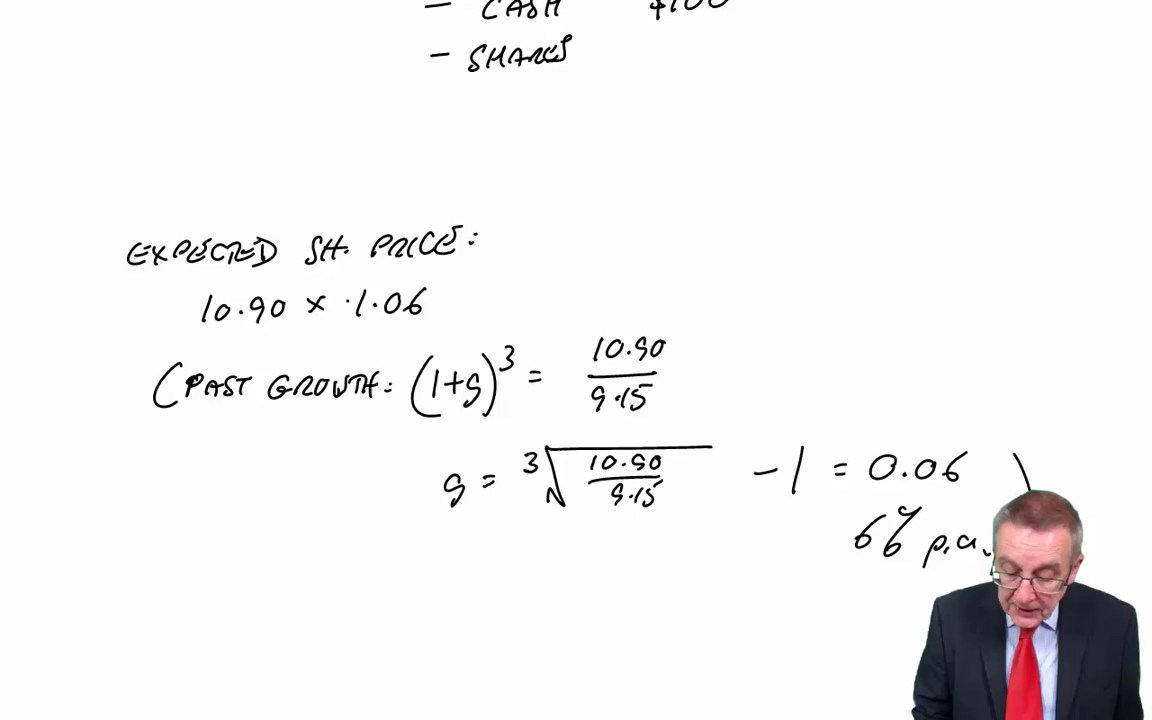 — CASH $100
— SHARES
EXPECTED SH. PRICE:
10.90 × 1.06
(PAST GROWTH: (1+g)³ = 10.90 / 9.15
g = ³√(10.90 / 9.15) - 1 = 0.06 )
6% p.a.